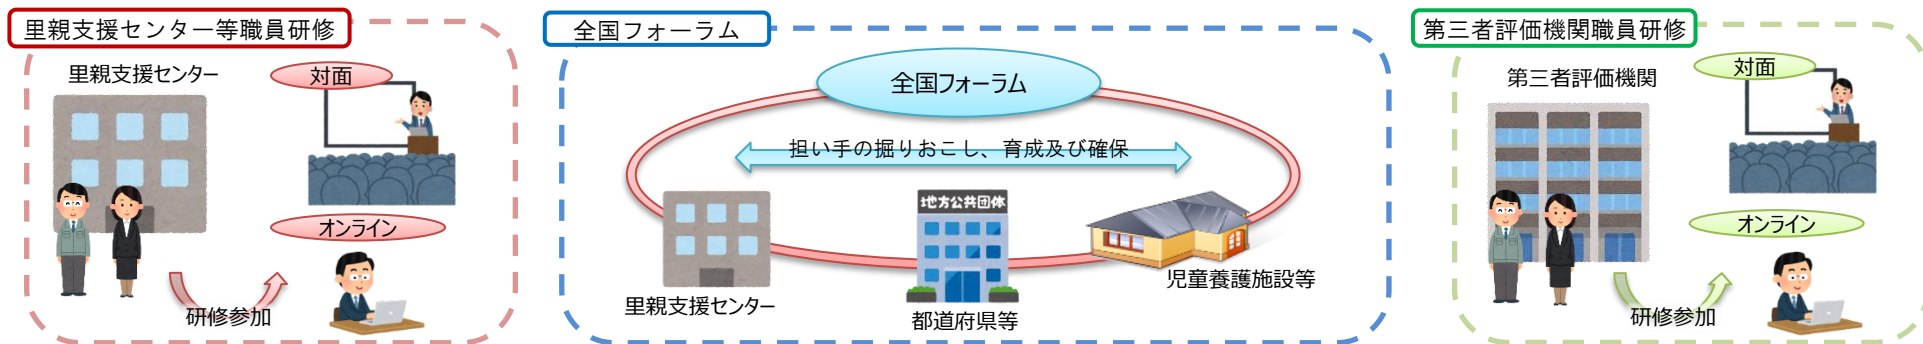 里親支援センター等職員研修
里親支援センター
対面
オンライン
研修参加
全国フォーラム
全国フォーラム
担い手の掘りおこし、育成及び確保
地方公共団体
里親支援センター
都道府県等
児童養護施設等
第三者評価機関職員研修
第三者評価機関
対面
オンライン
研修参加